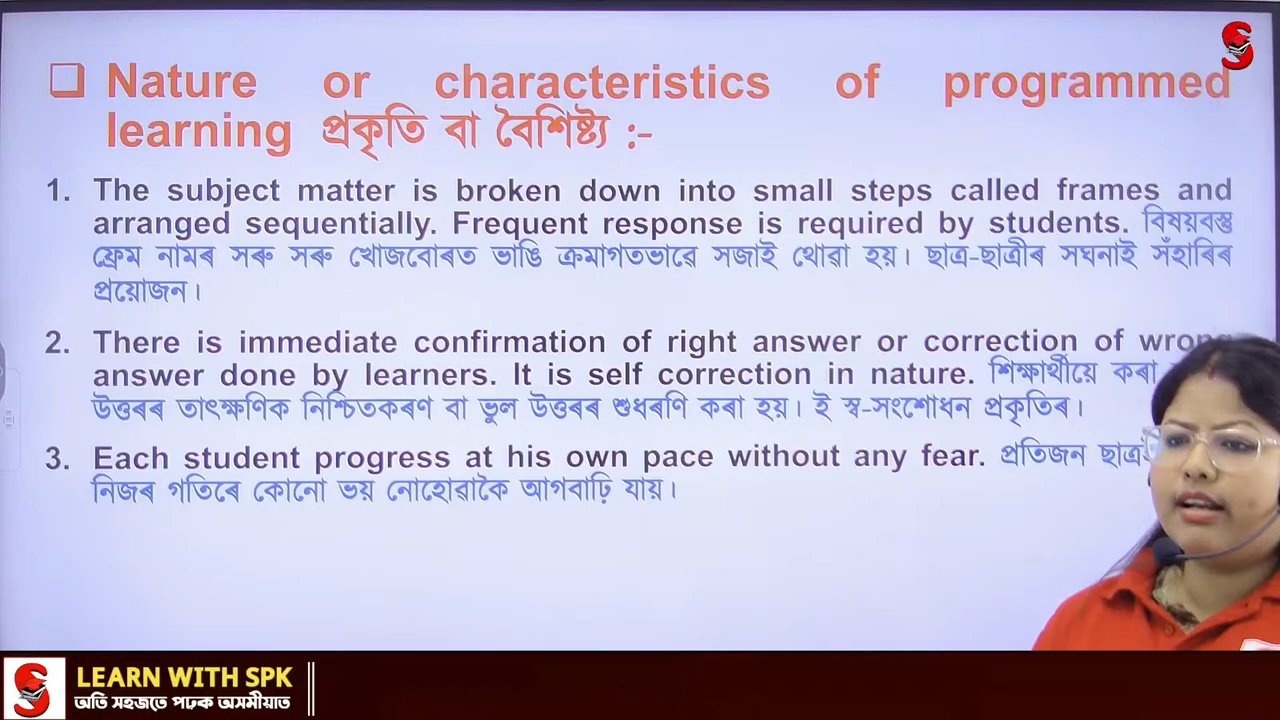 ❑ Nature or characteristics of programmed
learning প্ৰকৃতি বা বৈশিষ্ট্য :-
1. The subject matter is broken down into small steps called frames and
arranged sequentially. Frequent response is required by students. বিষয়বস্তু
ফ্ৰেম নামৰ সৰু সৰু খোজবোৰত ভাঙি ক্ৰমাগতভাৱে সজাই থোৱা হয়। ছাত্ৰ-ছাত্ৰীৰ সঘনাই সঁহাৰিৰ
প্ৰয়োজন।
2. There is immediate confirmation of right answer or correction of wrong
answer done by learners. It is self correction in nature. শিক্ষাৰ্থীয়ে কৰা
উত্তৰৰ তাৎক্ষণিক নিশ্চিতকৰণ বা ভুল উত্তৰৰ শুধৰণি কৰা হয়। ই স্ব-সংশোধন প্ৰকৃতিৰ।
3. Each student progress at his own pace without any fear. প্ৰতিজন ছাত্ৰ
নিজৰ গতিৰে কোনো ভয় নোহোৱাকৈ আগবাঢ়ি যায়।
LEARN WITH SPK
অতি সহজতে পঢ়ক অসমীয়াত